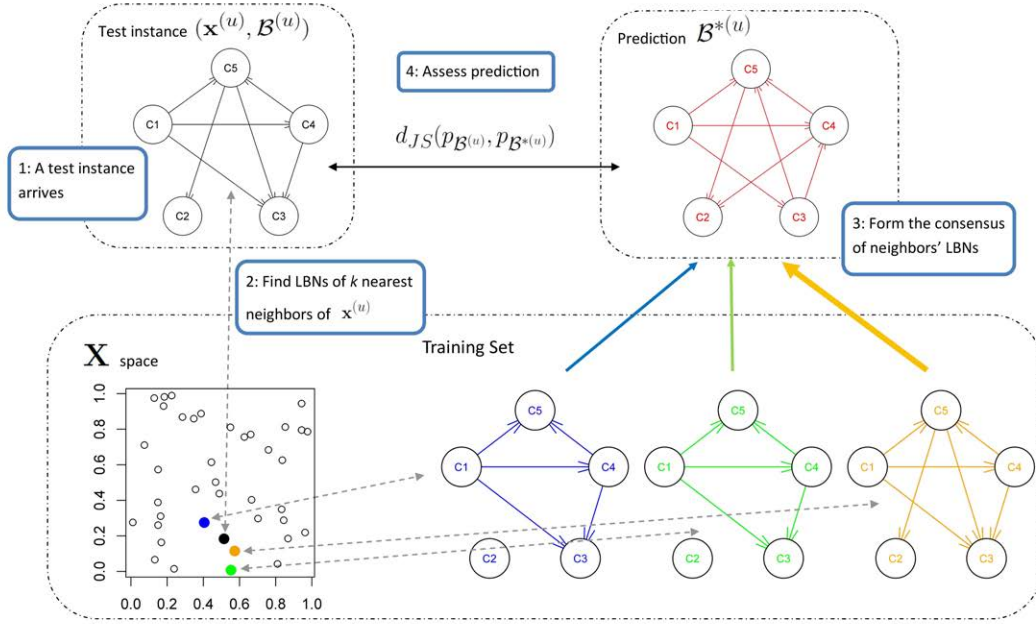 Test instance (x^(u), B^(u))
C5
C1
C4
C2
C3
1: A test instance
arrives
4: Assess prediction
d_JS(p_B^(u), p_B*^(u))
Prediction B*^(u)
C5
C1
C4
C2
C3
3: Form the consensus
of neighbors' LBNs
2: Find LBNs of k nearest
neighbors of x^(u)
Training Set
X space
1.0
0.8
0.6
0.4
0.2
0.0
0.0 0.2 0.4 0.6 0.8 1.0
C5
C1
C4
C2
C3
C5
C1
C4
C2
C3
C5
C1
C4
C2
C3